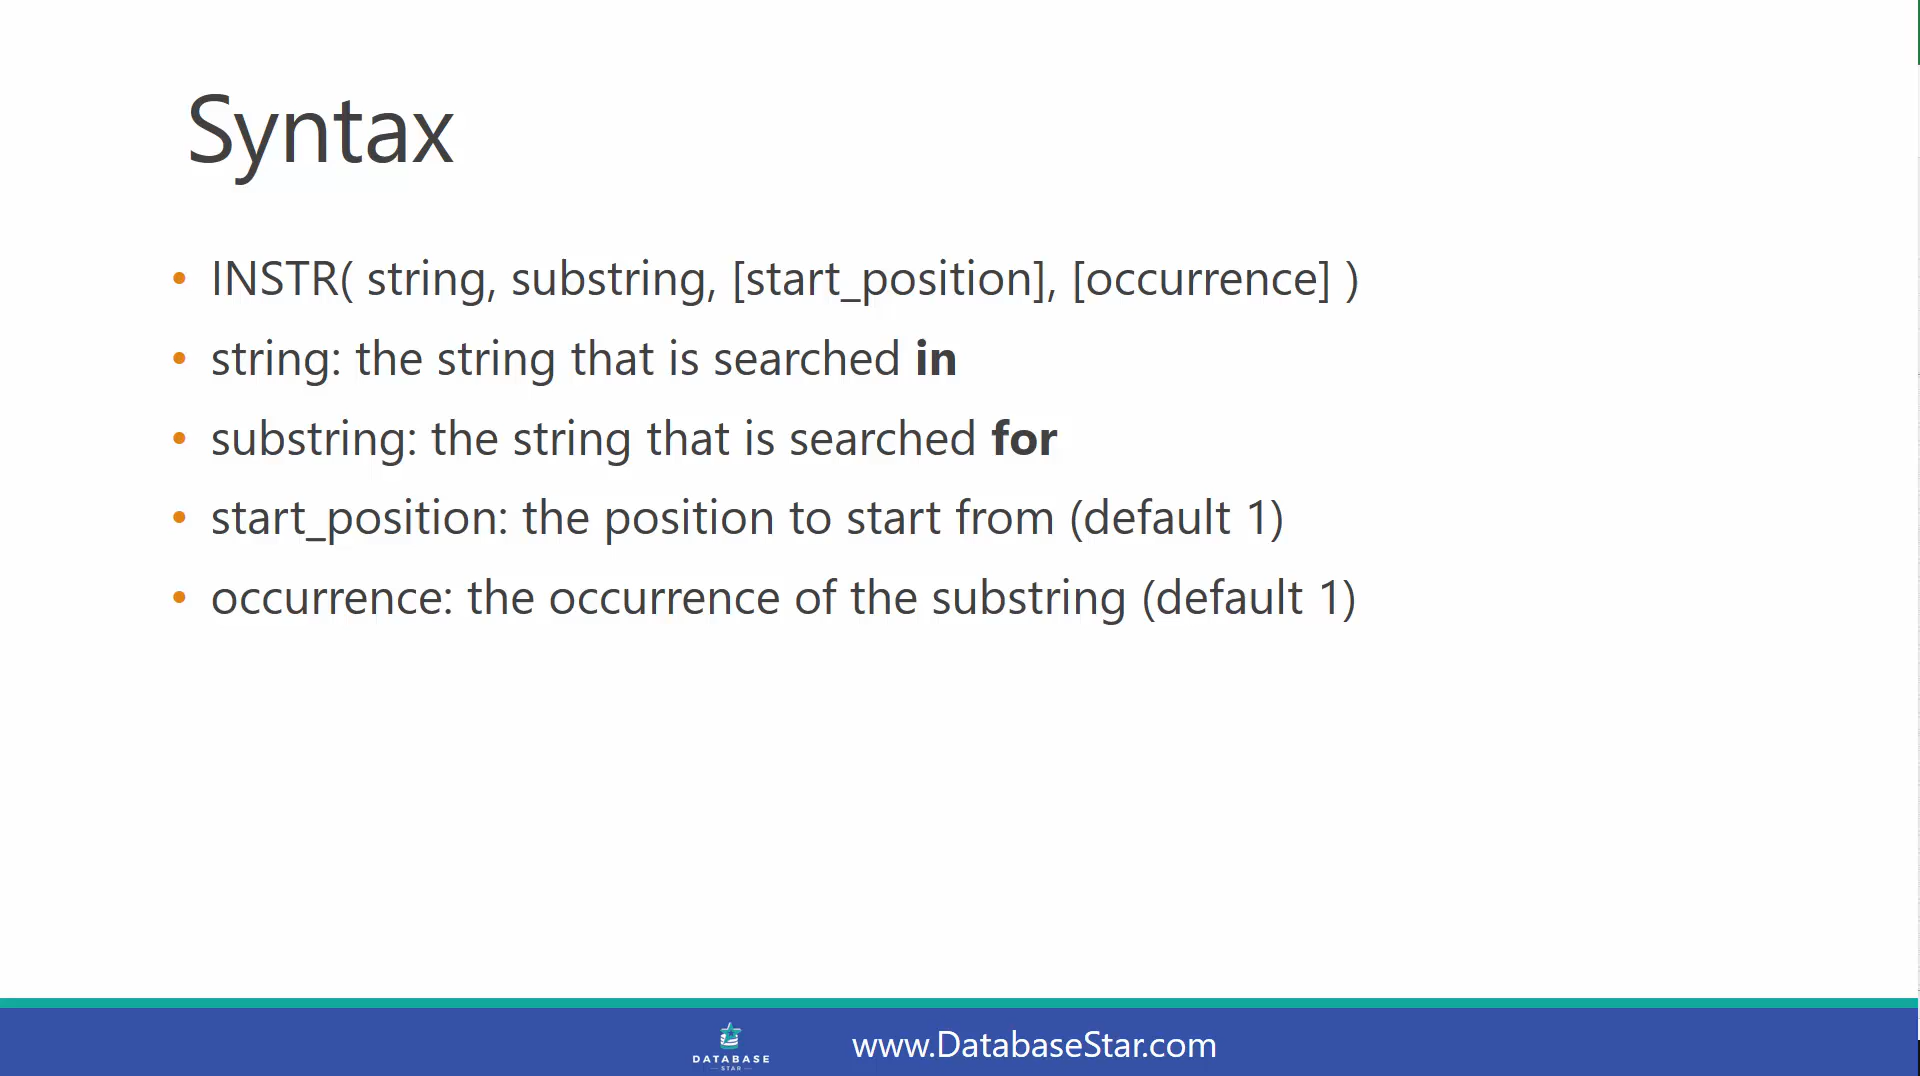 Syntax
• INSTR( string, substring, [start_position], [occurrence] )
• string: the string that is searched in
• substring: the string that is searched for
• start_position: the position to start from (default 1)
• occurrence: the occurrence of the substring (default 1)
DATABASE
STAR
www.DatabaseStar.com